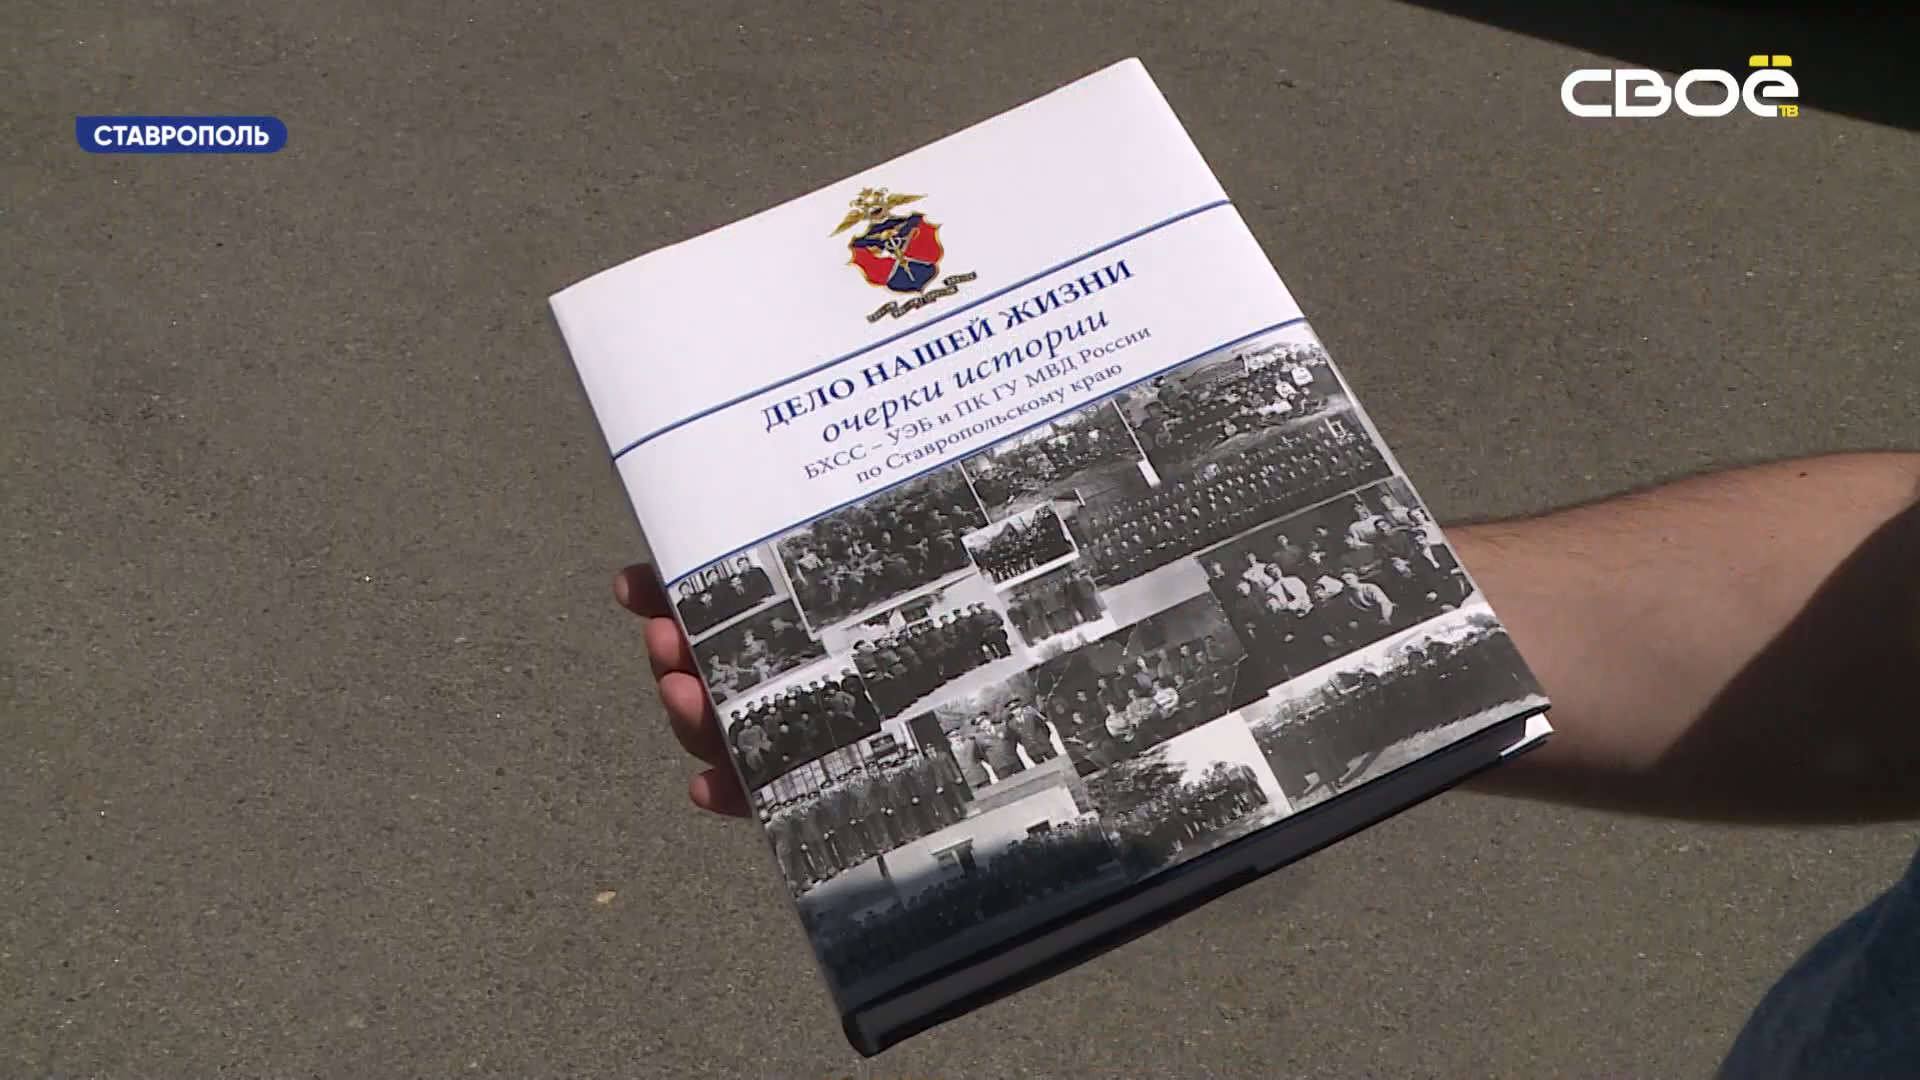 СТАВРОПОЛЬ
СВОЁ
ТВ
ДЕЛО НАШЕЙ ЖИЗНИ
очерки истории
БХСС – УЭБ и ПК ГУ МВД России
по Ставропольскому краю